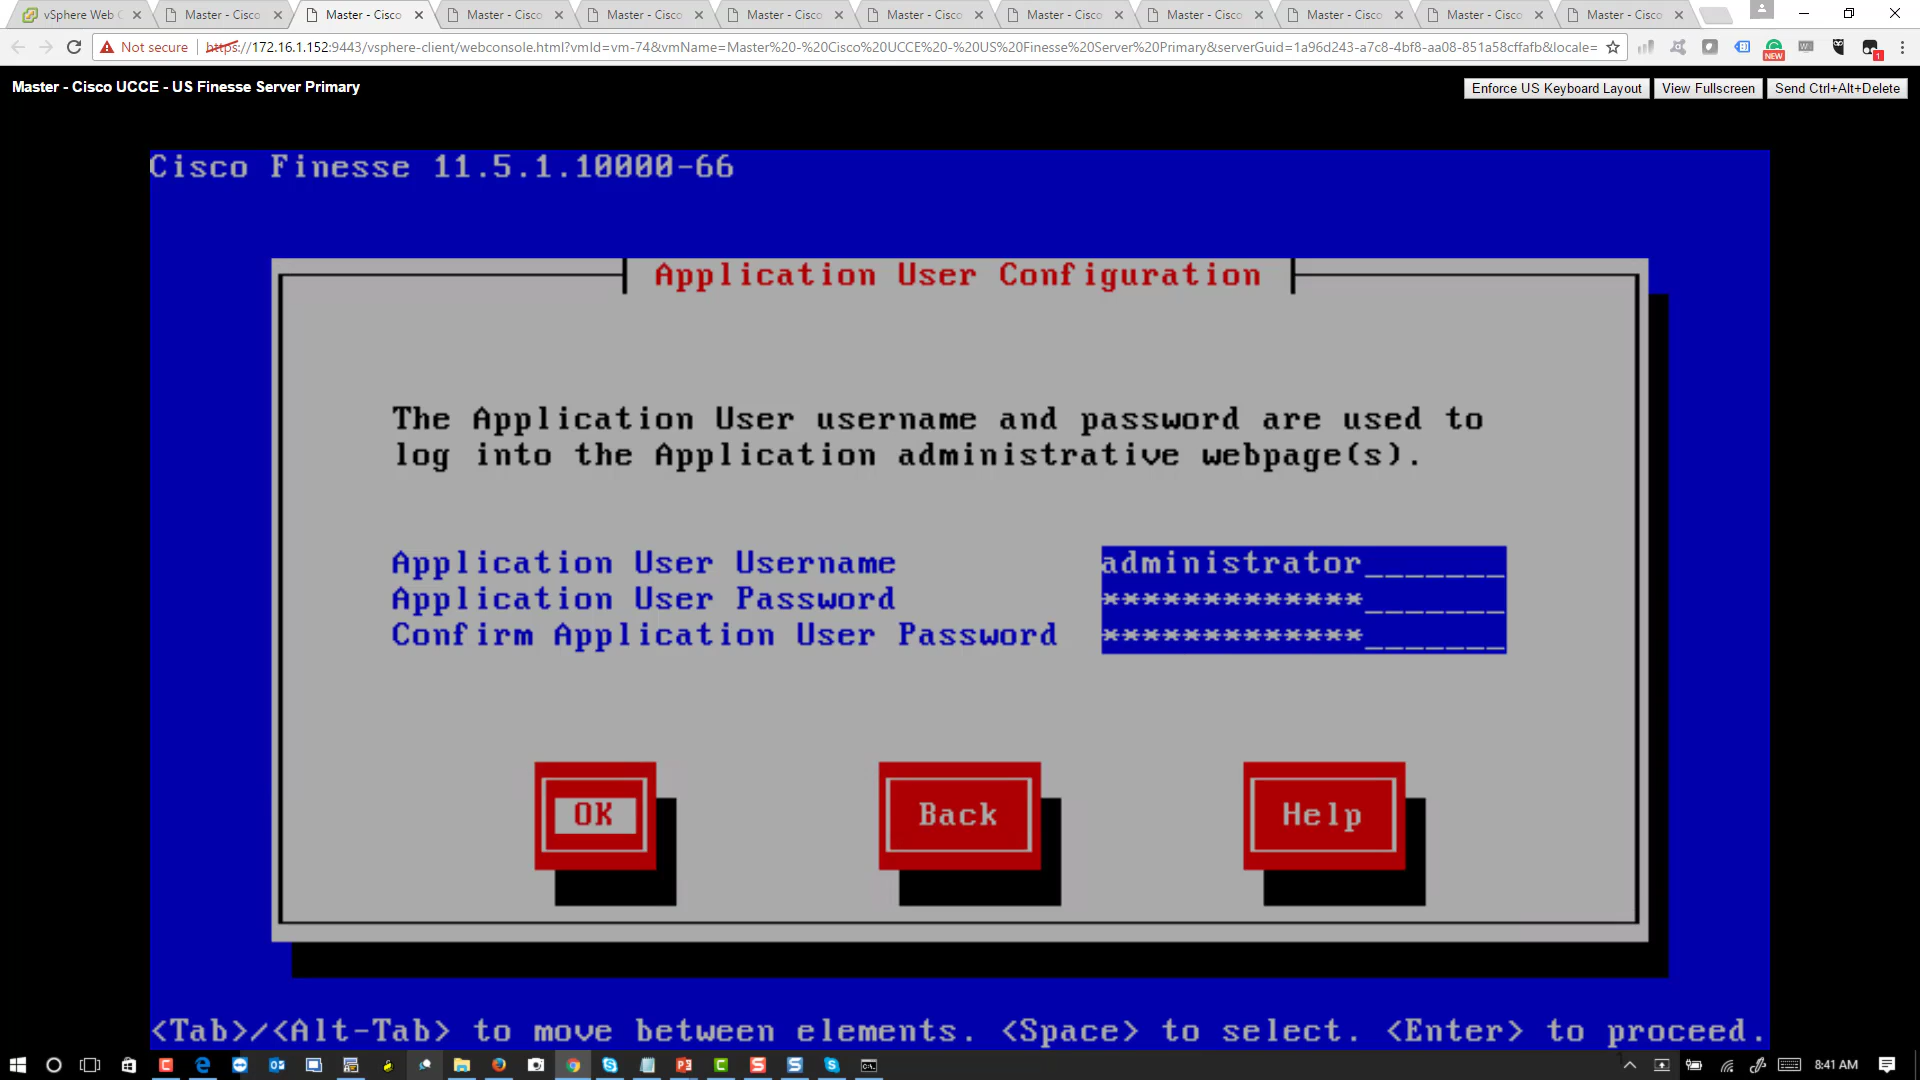 vSphere Web C
Master - Cisco
Master - Cisco
Master - Cisco
Master - Cisco
Master - Cisco
Master - Cisco
Master - Cisco
Master - Cisco
Master - Cisco
Master - Cisco
Master - Cisco
Not secure
https://172.16.1.152:9443/vsphere-client/webconsole.html?vmId=vm-74&vmName=Master%20-%20Cisco%20UCCE%20-%20US%20Finesse%20Server%20Primary&serverGuid=1a96d243-a7c8-4bf8-aa08-851a58cffafb&locale=
NEW
1
Master - Cisco UCCE - US Finesse Server Primary
Enforce US Keyboard Layout
View Fullscreen
Send Ctrl+Alt+Delete
Cisco Finesse 11.5.1.10000-66
Application User Configuration
The Application User username and password are used to
log into the Application administrative webpage(s).
Application User Username administrator_______
Application User Password *************_______
Confirm Application User Password *************_______
OK
Back
Help
<Tab>/<Alt-Tab> to move between elements. <Space> to select. <Enter> to proceed.
8:41 AM